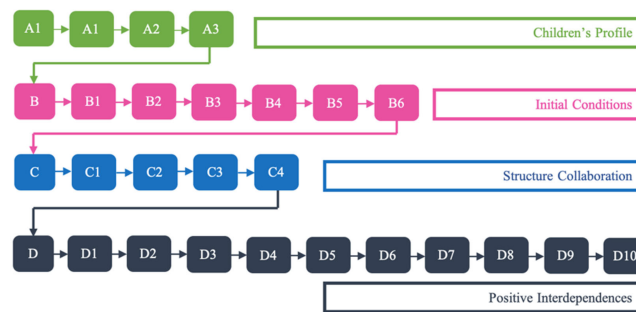 A1 A1 A2 A3 Children's Profile
B B1 B2 B3 B4 B5 B6 Initial Conditions
C C1 C2 C3 C4 Structure Collaboration
D D1 D2 D3 D4 D5 D6 D7 D8 D9 D10
Positive Interdependences